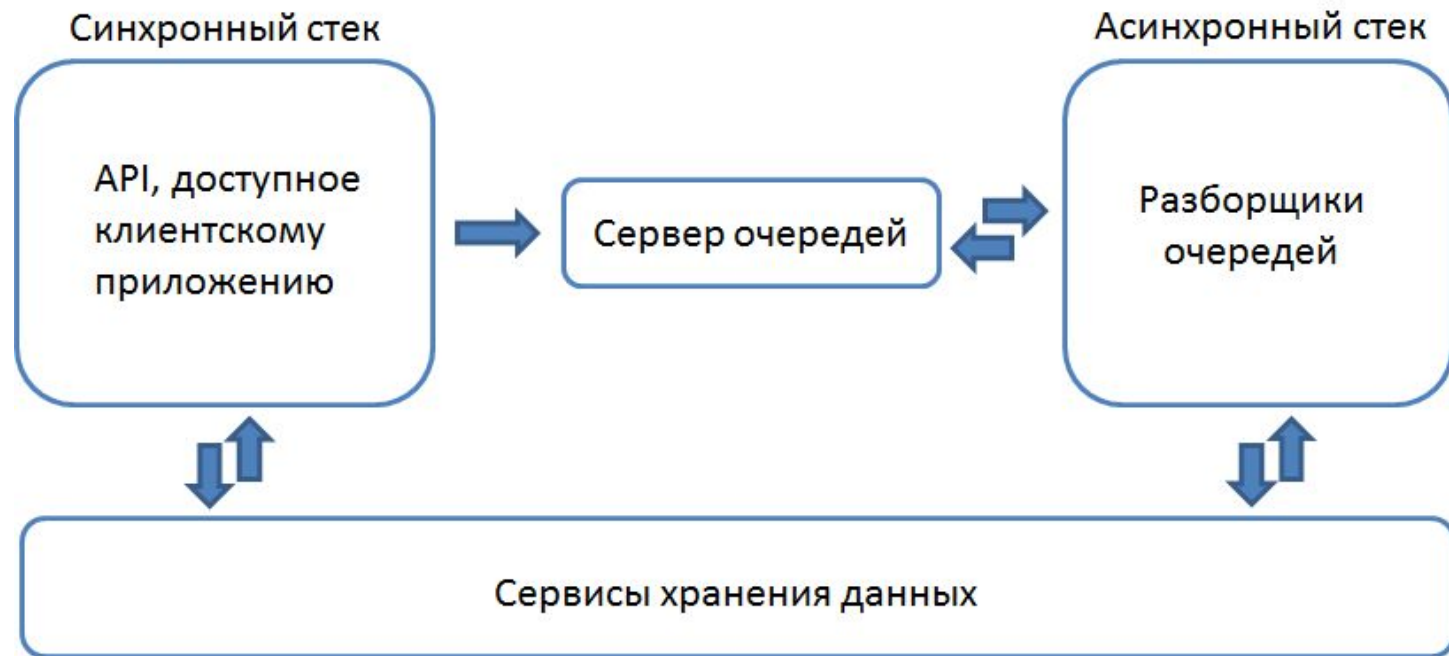 Синхронный стек
Асинхронный стек
API, доступное
клиентскому
приложению
Сервер очередей
Разборщики
очередей
Сервисы хранения данных